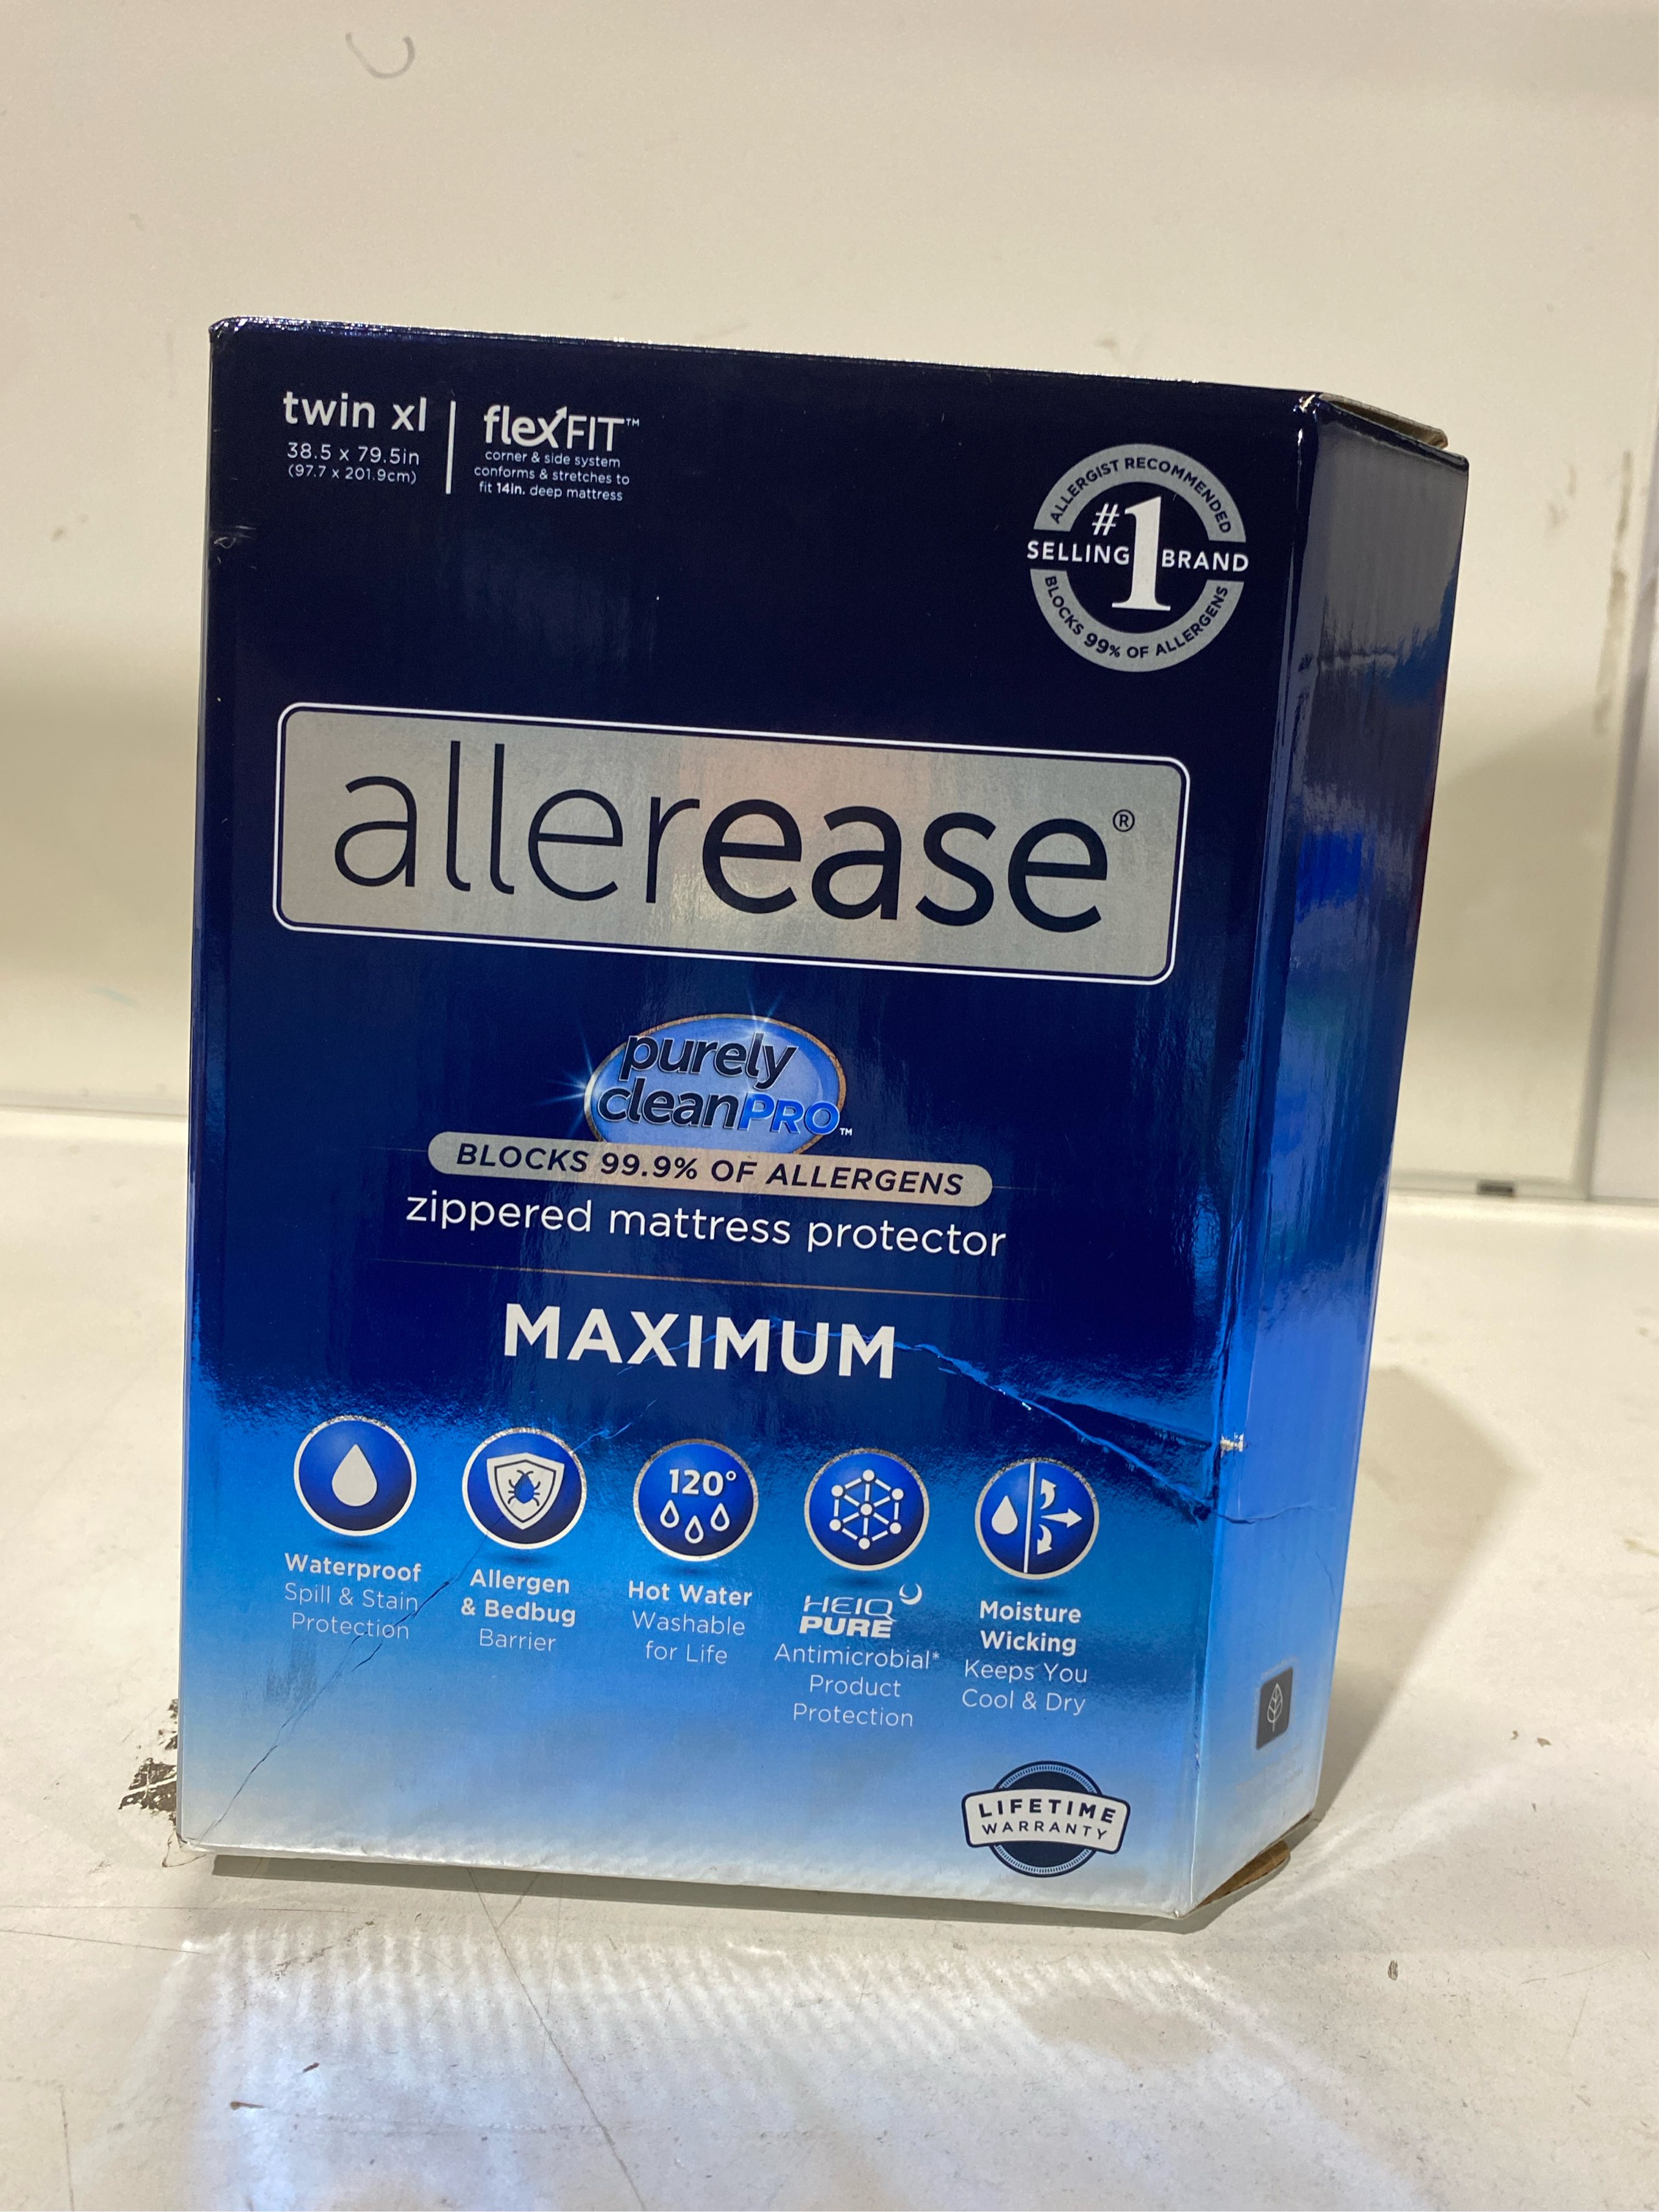 twin xl
38.5 x 79.5in
(97.7 x 201.9cm)
flexFIT™
corner & side system
conforms & stretches to
fit 14in. deep mattress
ALLERGIST RECOMMENDED
#1
SELLING BRAND
BLOCKS 99% OF ALLERGENS
allerease®
purely
cleanPRO™
BLOCKS 99.9% OF ALLERGENS
zippered mattress protector
MAXIMUM
Waterproof
Spill & Stain
Protection
Allergen
& Bedbug
Barrier
120°
Hot Water
Washable
for Life
HEIQ
PURE
Antimicrobial*
Product
Protection
Moisture
Wicking
Keeps You
Cool & Dry
LIFETIME
WARRANTY